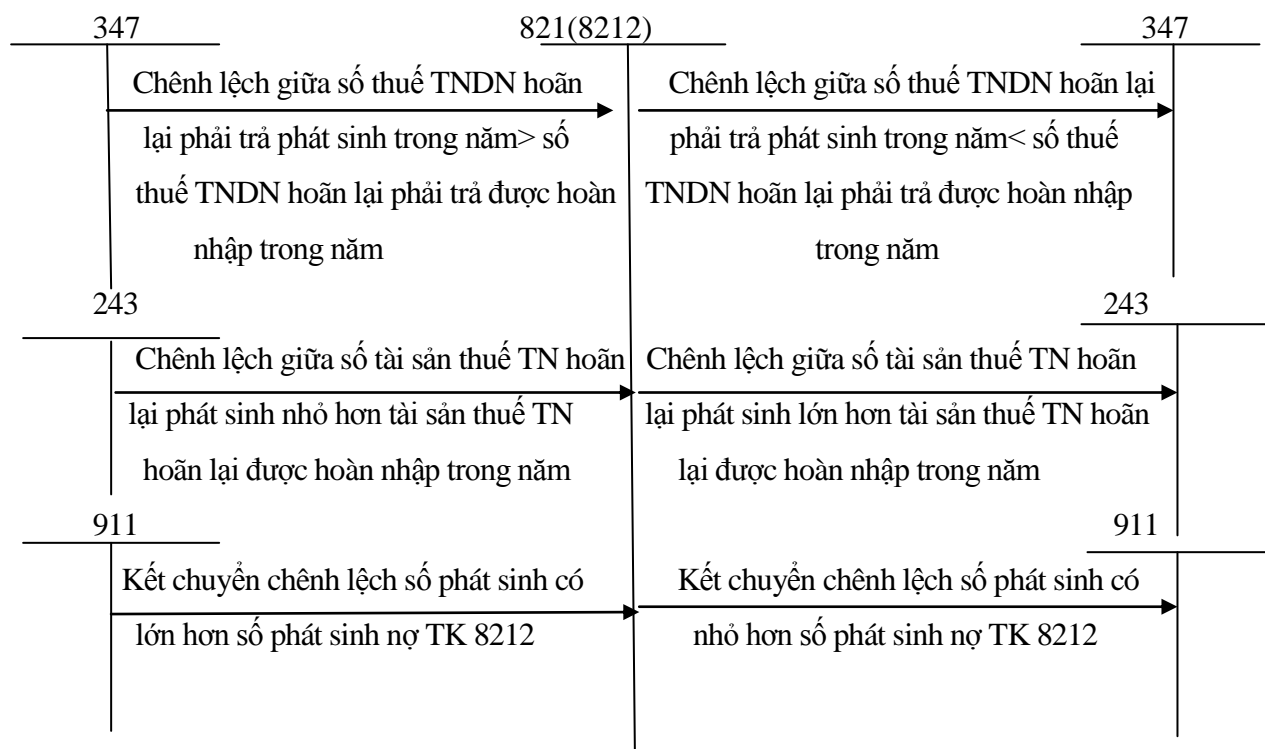 347
821(8212)
347
Chênh lệch giữa số thuế TNDN hoãn
lại phải trả phát sinh trong năm> số
thuế TNDN hoãn lại phải trả được hoàn
nhập trong năm
Chênh lệch giữa số thuế TNDN hoãn lại
phải trả phát sinh trong năm< số thuế
TNDN hoãn lại phải trả được hoàn nhập
trong năm
243
243
Chênh lệch giữa số tài sản thuế TN hoãn
lại phát sinh nhỏ hơn tài sản thuế TN
hoãn lại được hoàn nhập trong năm
Chênh lệch giữa số tài sản thuế TN hoãn
lại phát sinh lớn hơn tài sản thuế TN hoãn
lại được hoàn nhập trong năm
911
911
Kết chuyển chênh lệch số phát sinh có
lớn hơn số phát sinh nợ TK 8212
Kết chuyển chênh lệch số phát sinh có
nhỏ hơn số phát sinh nợ TK 8212